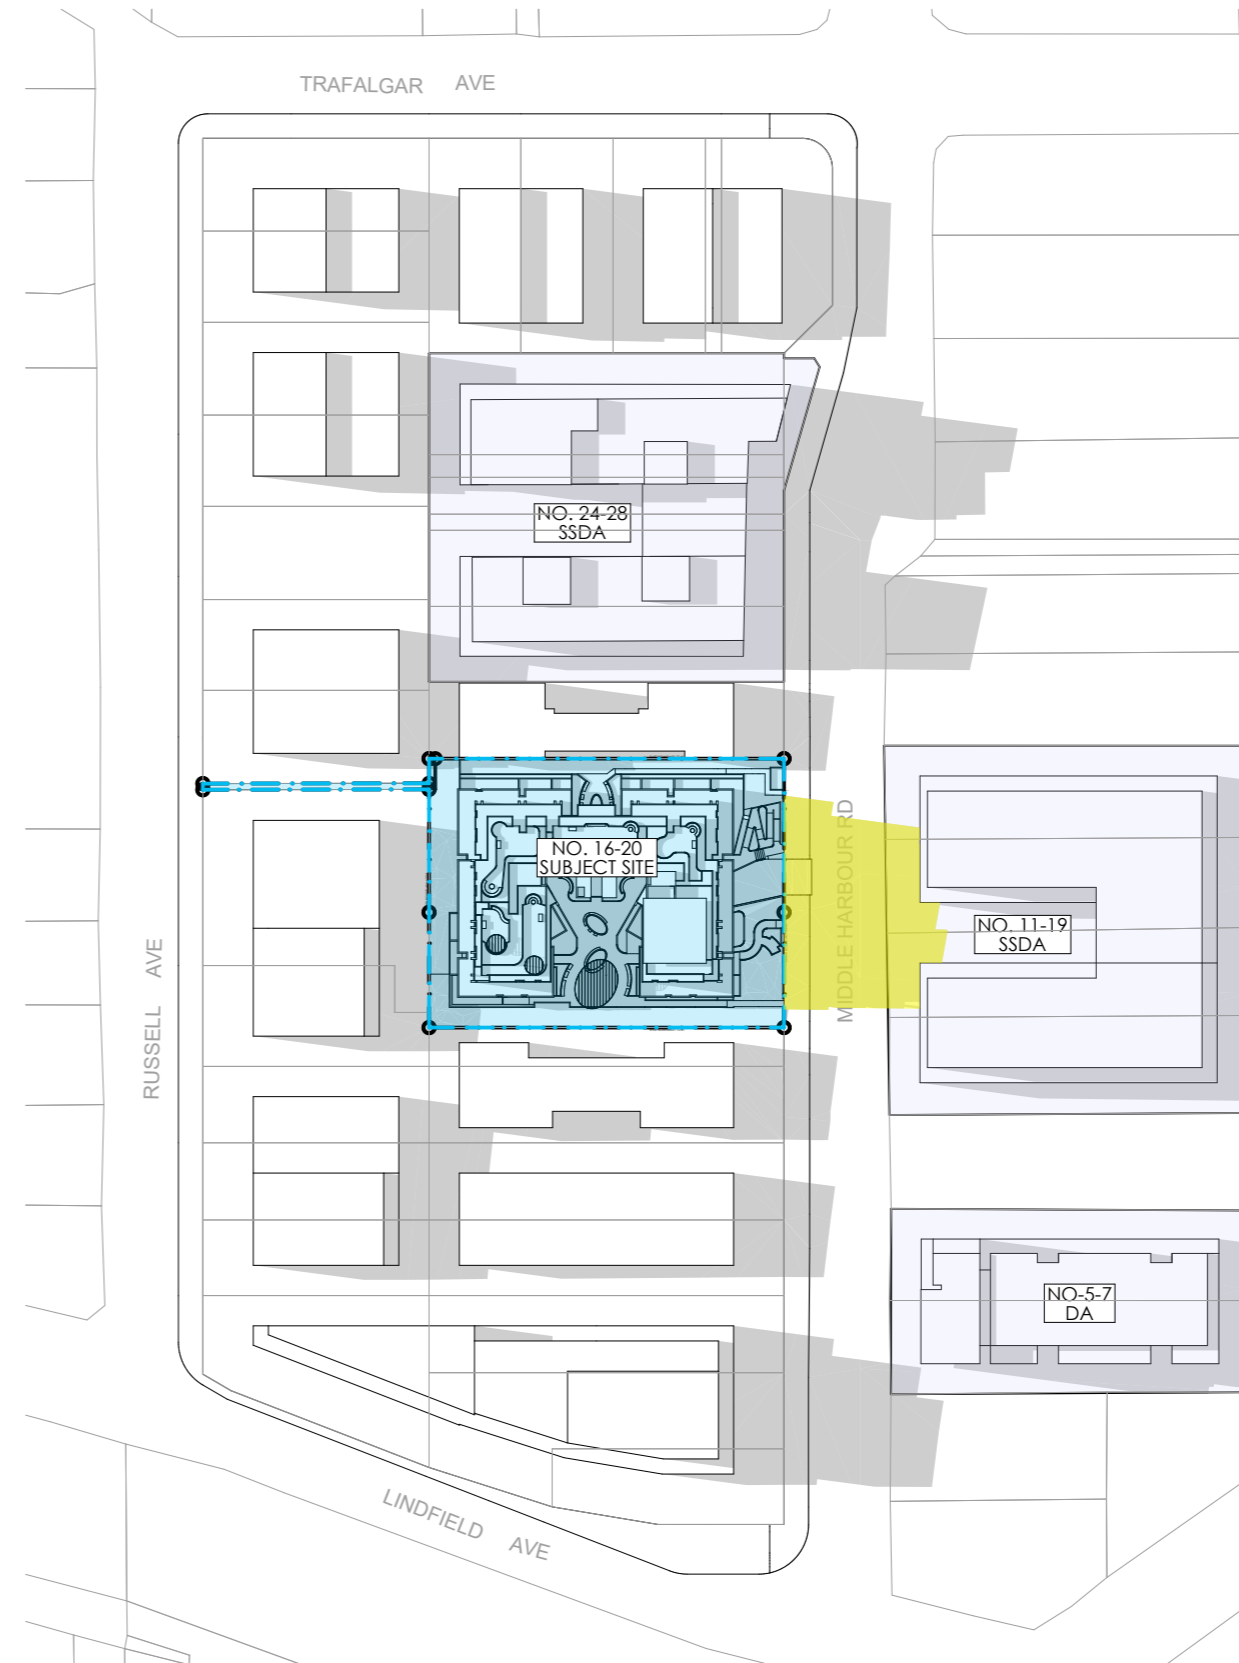 TRAFALGAR AVE
NO. 24-28
SSDA
NO. 16-20
SUBJECT SITE
MIDDLE HARBOUR RD
NO. 11-19
SSDA
RUSSELL AVE
NO-5-7
DA
LINDFIELD AVE